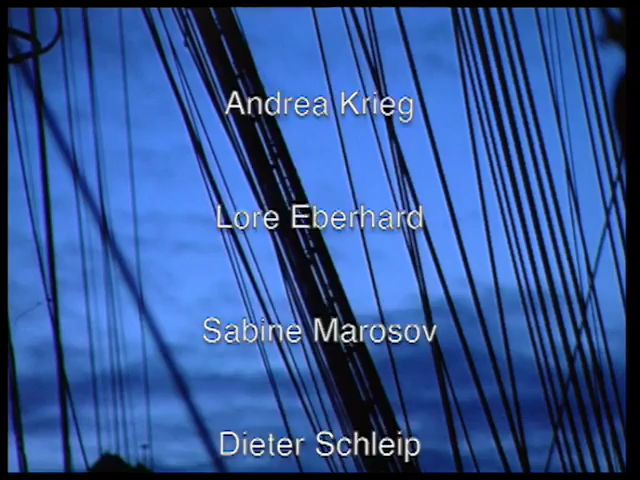 Andrea Krieg
Lore Eberhard
Sabine Marosov
Dieter Schleip